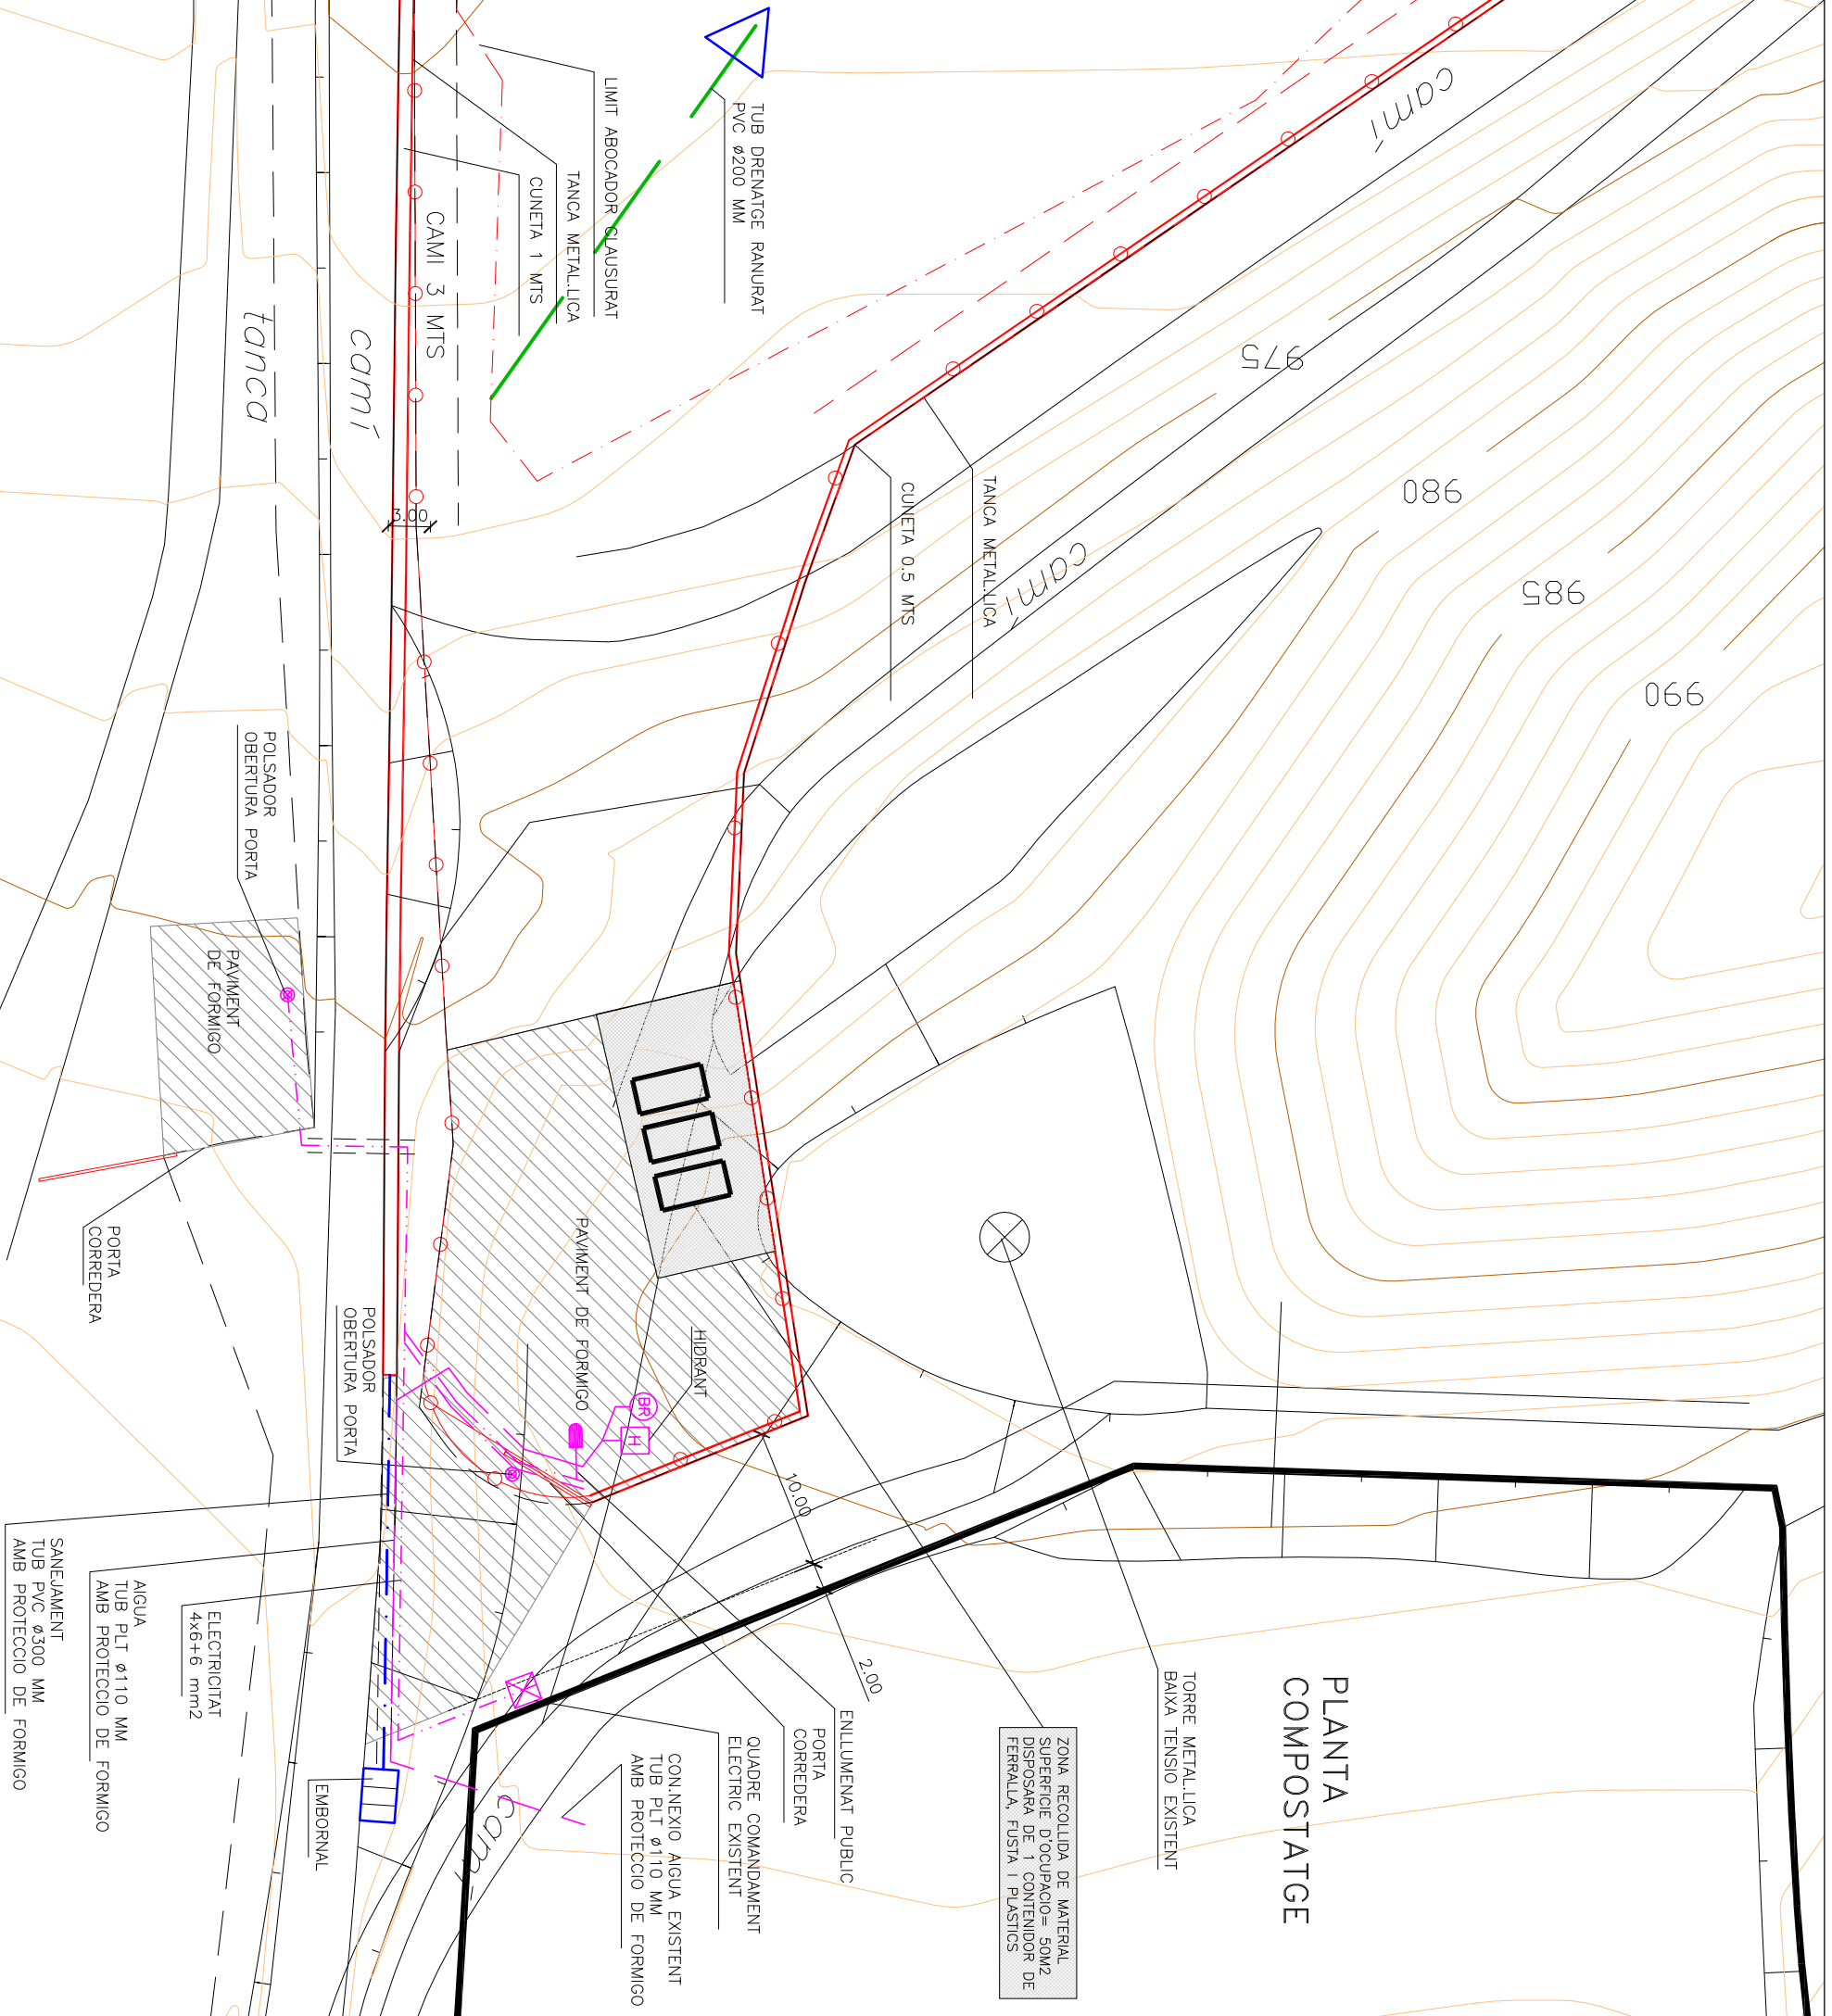 TUB DRENATGE RANURAT
PVC Ø200 MM
LIMIT ABOCADOR CLAUSURAT
TANCA METAL.LICA
CUNETA 1 MTS
CAMI 3 MTS
camí
tanca
camí
975
980
985
990
camí
TANCA METAL.LICA
CUNETA 0.5 MTS
3.00
POLSADOR
OBERTURA PORTA
PAVIMENT
DE FORMIGO
PORTA
CORREDERA
POLSADOR
OBERTURA PORTA
PAVIMENT DE FORMIGO
HIDRANT
BR
H
10.00
2.00
PLANTA
COMPOSTATGE
TORRE METAL.LICA
BAIXA TENSIO EXISTENT
ZONA RECOLLIDA DE MATERIAL
SUPERFICIE D'OCUPACIO= 50M2
DISPOSARA DE 1 CONTENIDOR DE
FERRALLA, FUSTA I PLASTICS
ENLLUMENAT PUBLIC
PORTA
CORREDERA
QUADRE COMANDAMENT
ELECTRIC EXISTENT
CON.NEXIO AIGUA EXISTENT
TUB PLT Ø110 MM
AMB PROTECCIO DE FORMIGO
camí
EMBORNAL
ELECTRICITAT
4x6+6 mm2
AIGUA
TUB PLT Ø110 MM
AMB PROTECCIO DE FORMIGO
SANEJAMENT
TUB PVC Ø300 MM
AMB PROTECCIO DE FORMIGO